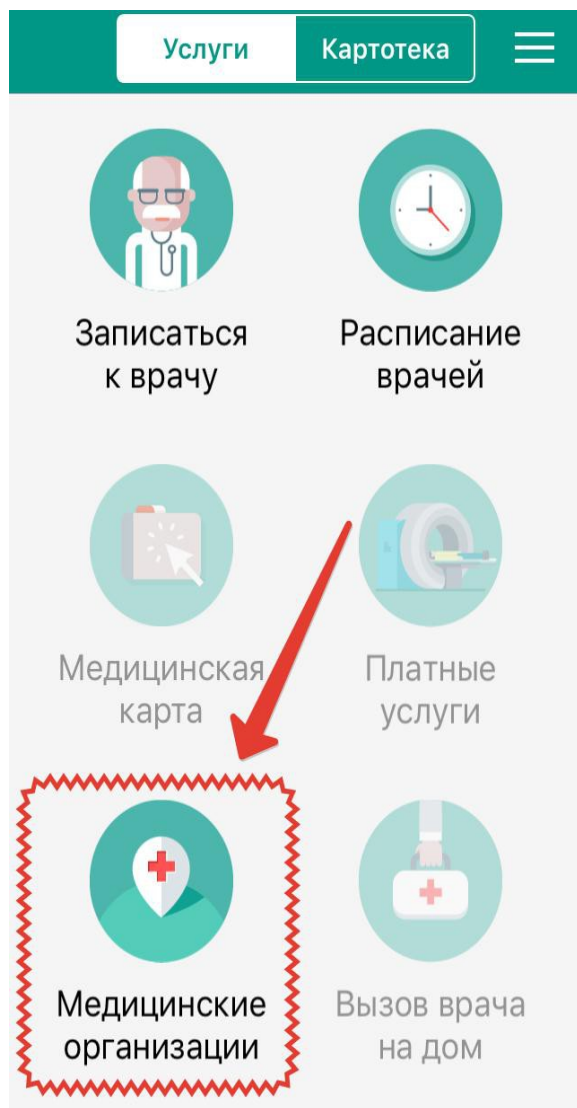 Услуги
Картотека
Записаться
к врачу
Расписание
врачей
Медицинская
карта
Платные
услуги
Медицинские
организации
Вызов врача
на дом